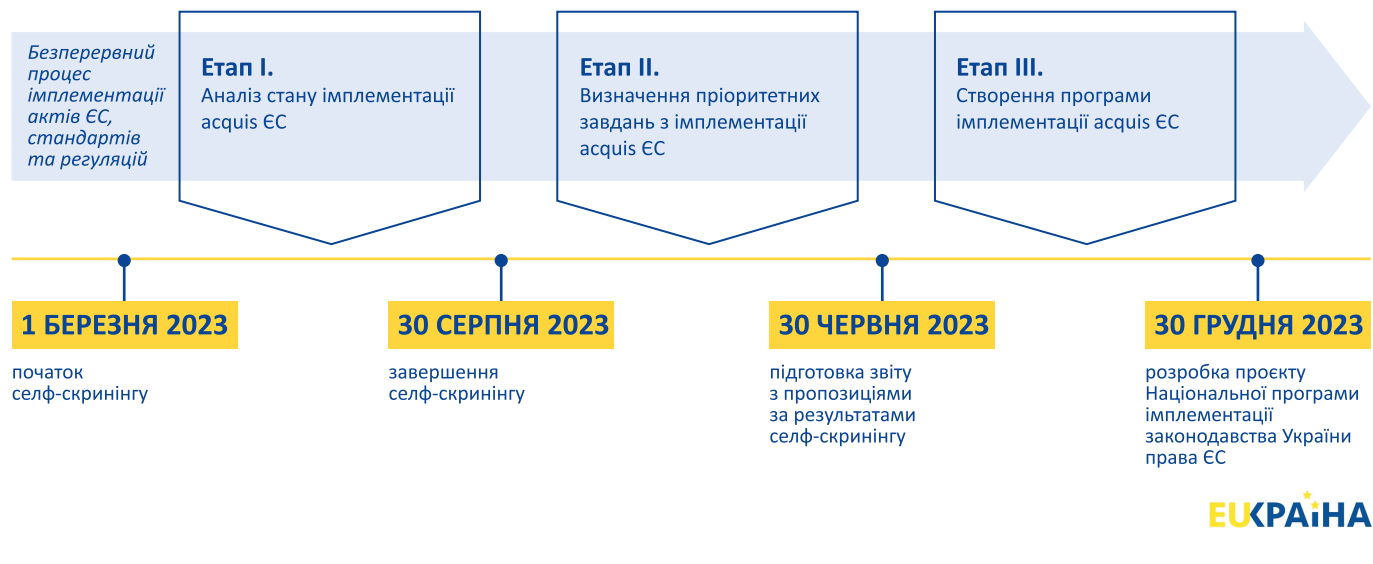 Безперервний
процес
імплементації
актів ЄС,
стандартів
та регуляцій
Етап I.
Аналіз стану імплементації
acquis ЄС
Етап II.
Визначення пріоритетних
завдань з імплементації
acquis ЄС
Етап III.
Створення програми
імплементації acquis ЄС
1 БЕРЕЗНЯ 2023
початок
селф-скринінгу
30 СЕРПНЯ 2023
завершення
селф-скринінгу
30 ЧЕРВНЯ 2023
підготовка звіту
з пропозиціями
за результатами
селф-скринінгу
30 ГРУДНЯ 2023
розробка проєкту
Національної програми
імплементації
законодавства України
права ЄС
EUКРАЇНА